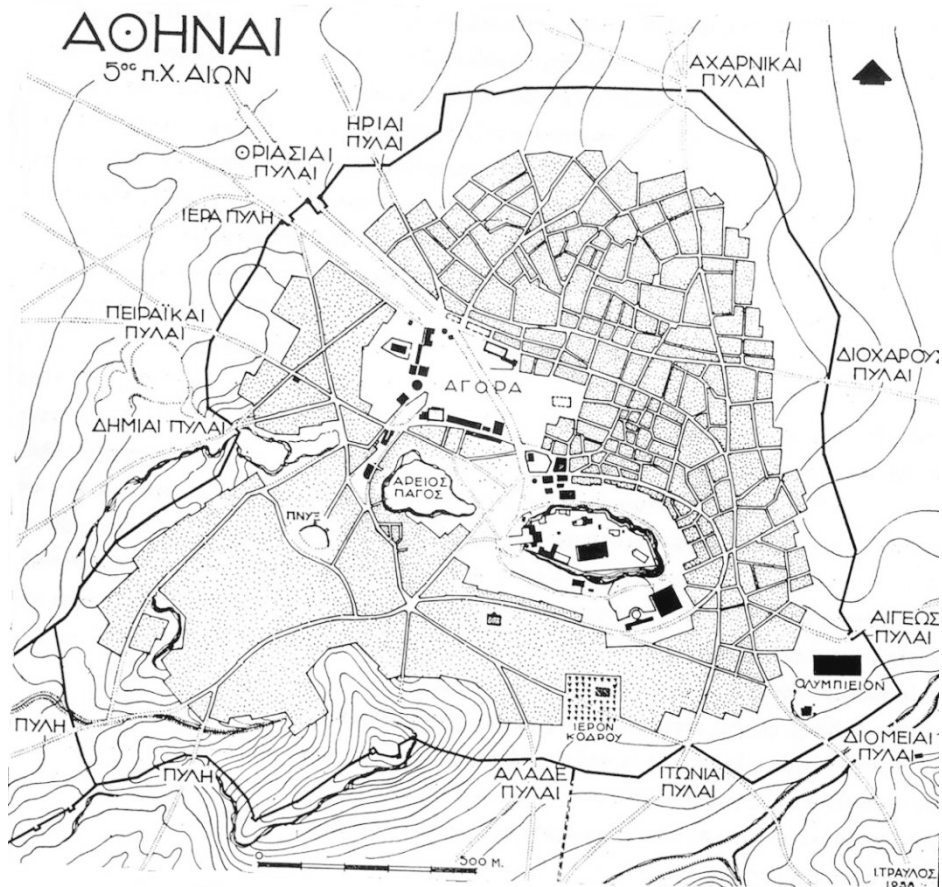 ΑΘΗΝΑΙ
5ος π.Χ. ΑΙΩΝ
ΑΧΑΡΝΙΚΑΙ
ΠΥΛΑΙ
ΗΡΙΑΙ
ΠΥΛΑΙ
ΘΡΙΑΣΙΑΙ
ΠΥΛΑΙ
ΙΕΡΑ ΠΥΛΗ
ΠΕΙΡΑΪΚΑΙ
ΠΥΛΑΙ
ΔΙΟΧΑΡΟΥΣ
ΠΥΛΑΙ
ΑΓΟΡΑ
ΔΗΜΙΑΙ ΠΥΛΑΙ
ΑΡΕΙΟΣ
ΠΑΓΟΣ
ΠΝΥΞ
ΑΙΓΕΩΣ
ΠΥΛΑΙ
ΟΛΥΜΠΙΕΙΟΝ
ΙΕΡΟΝ
ΚΟΔΡΟΥ
ΠΥΛΗ
ΔΙΟΜΕΙΑΙ
ΠΥΛΑΙ
ΠΥΛΗ
ΑΛΑΔΕ
ΠΥΛΑΙ
ΙΤΩΝΙΑΙ
ΠΥΛΑΙ
0
500 Μ.
Ι.ΤΡΑΥΛΟΣ